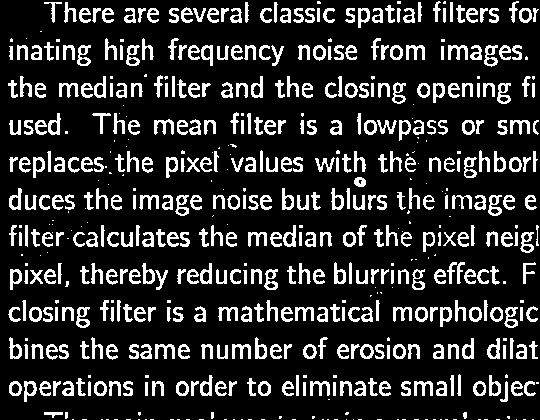 There are several classic spatial filters for
inating high frequency noise from images.
the median filter and the closing opening fi
used. The mean filter is a lowpass or smo
replaces the pixel values with the neighborh
duces the image noise but blurs the image e
filter calculates the median of the pixel neigh
pixel, thereby reducing the blurring effect. F
closing filter is a mathematical morphologic
bines the same number of erosion and dilat
operations in order to eliminate small objec